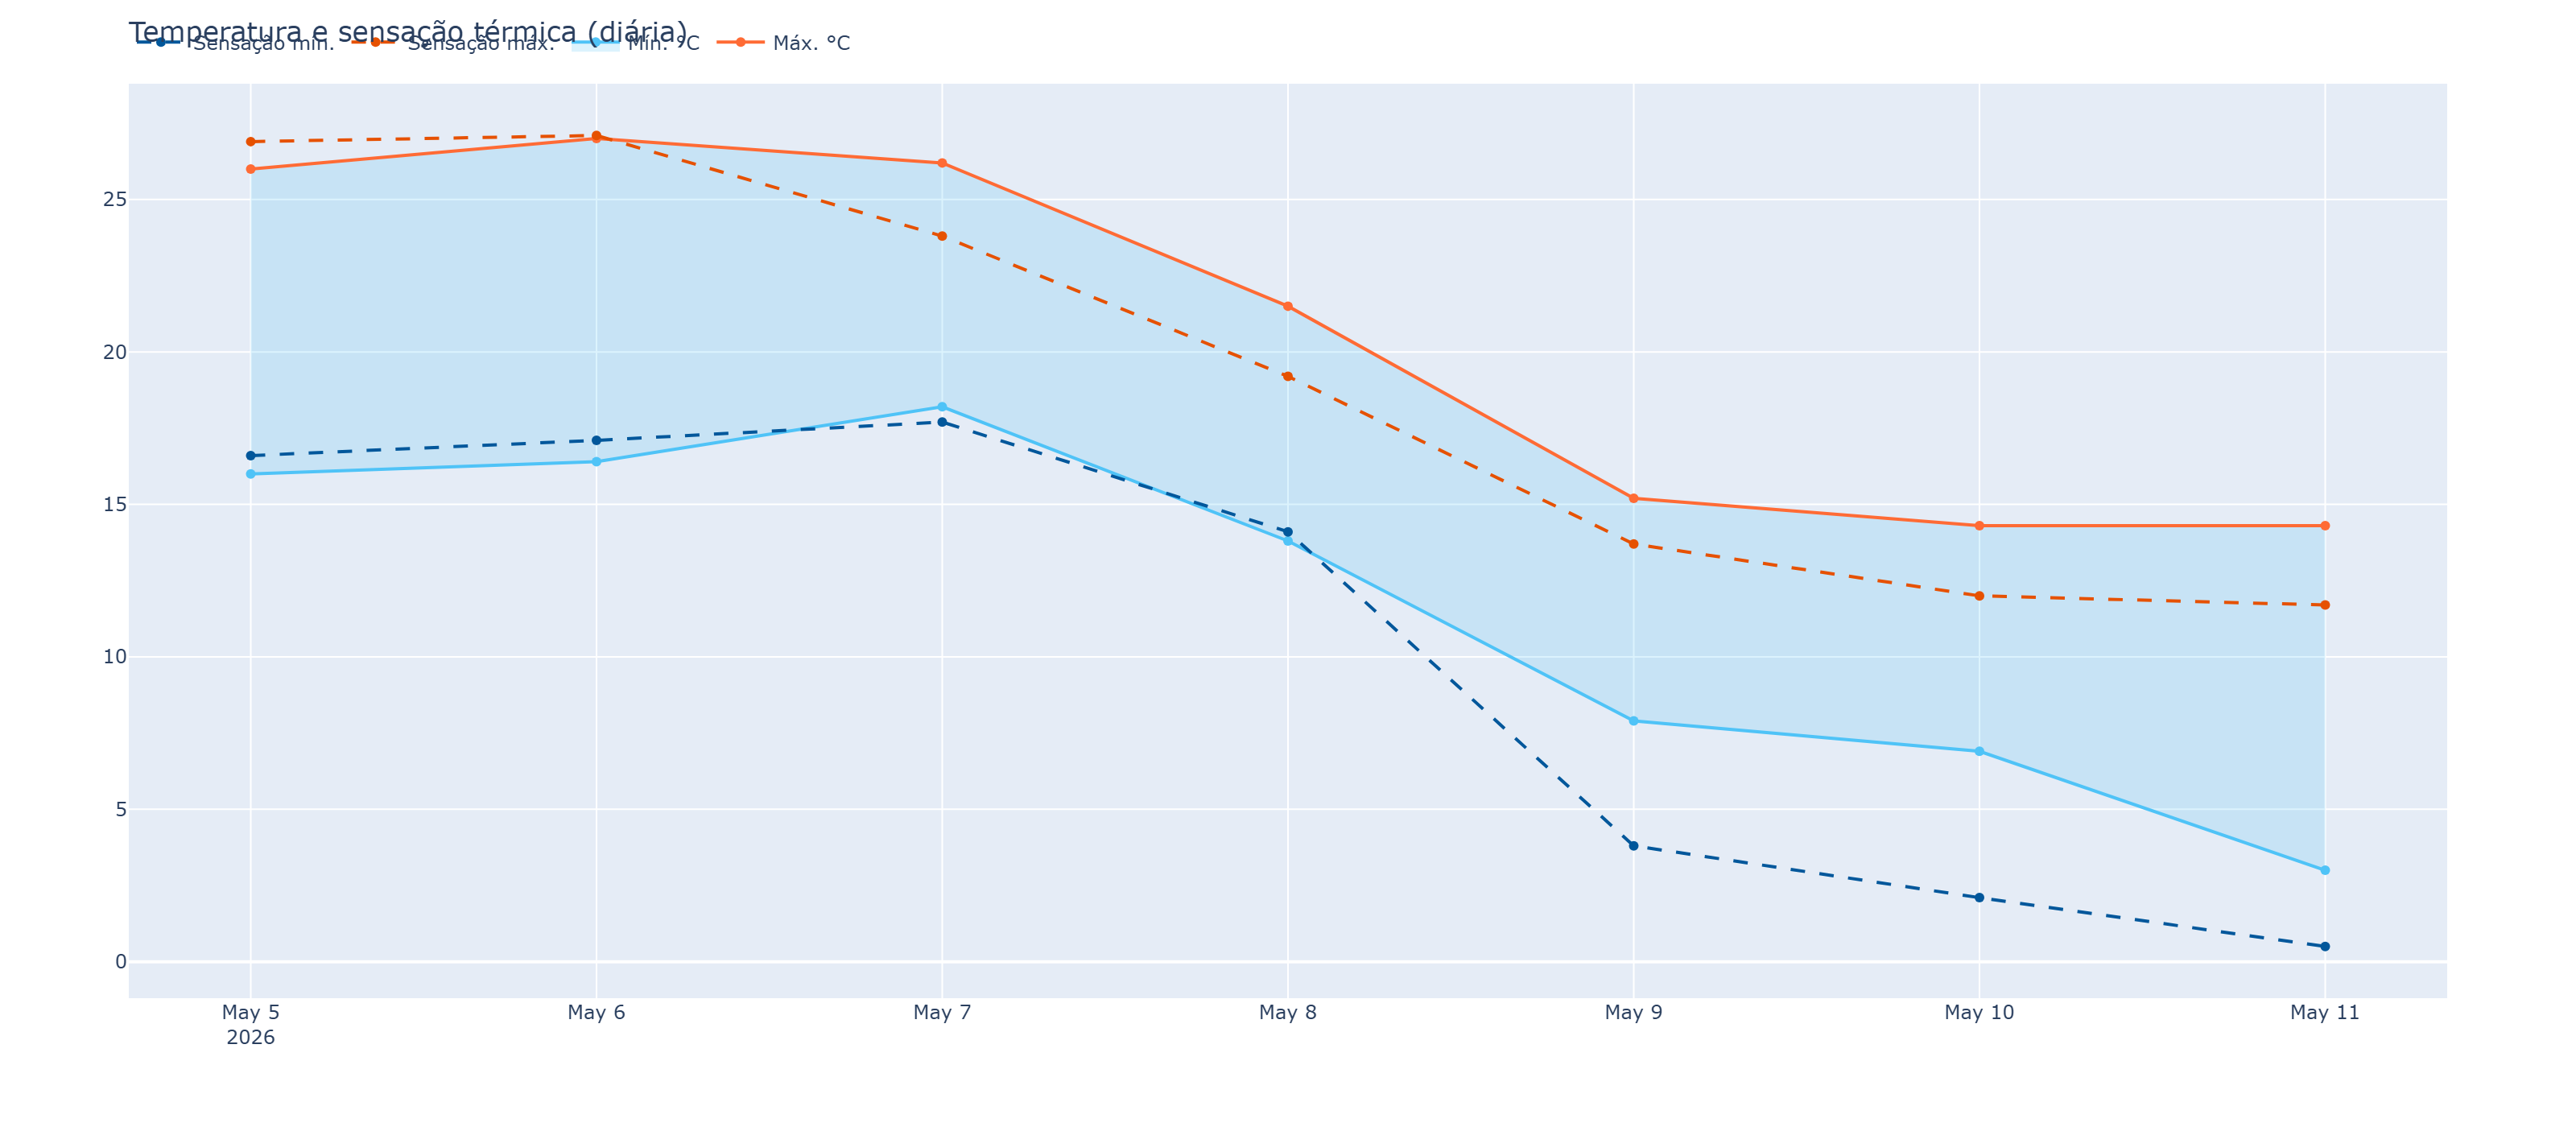 Temperatura e sensação térmica (diária)
Sensação mín. Sensação máx. Mín. °C Máx. °C
25
20
15
10
5
0
May 5 May 6 May 7 May 8 May 9 May 10 May 11
2026